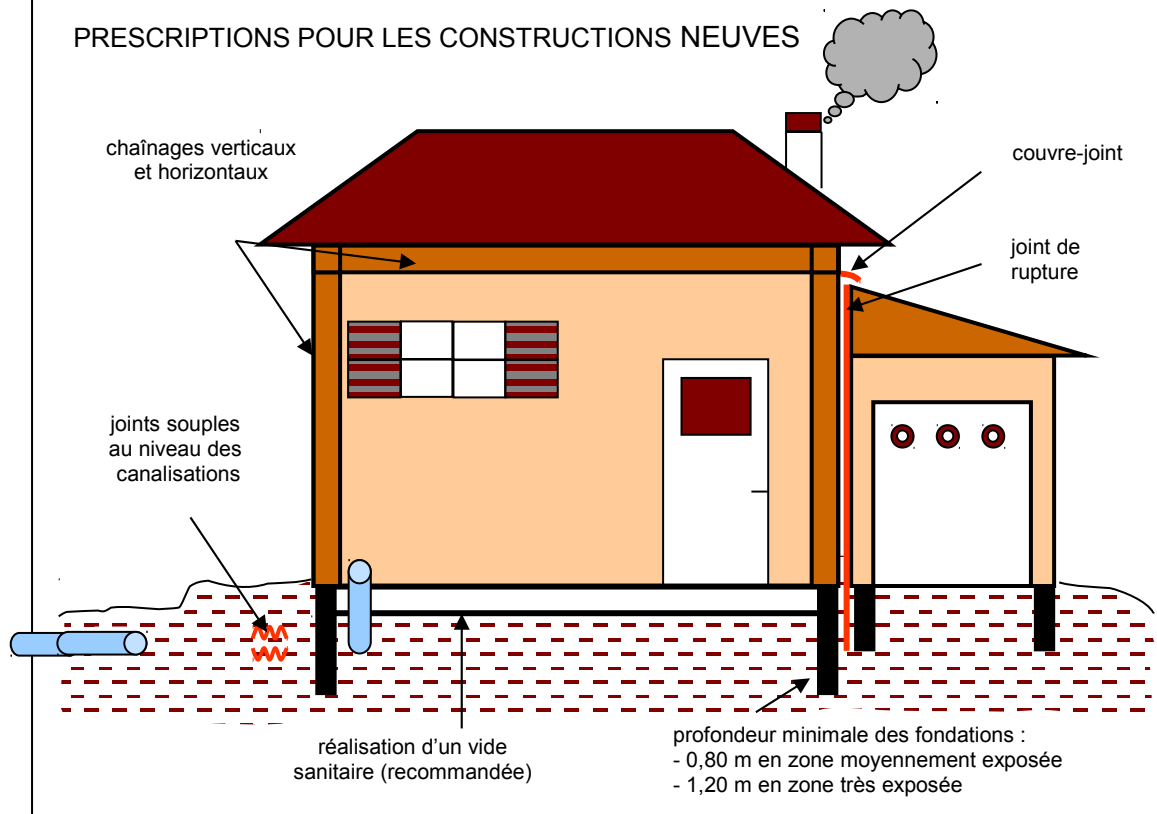 PRESCRIPTIONS POUR LES CONSTRUCTIONS NEUVES
chaînages verticaux
et horizontaux
couvre-joint
joint de
rupture
joints souples
au niveau des
canalisations
réalisation d'un vide
sanitaire (recommandée)
profondeur minimale des fondations :
- 0,80 m en zone moyennement exposée
- 1,20 m en zone très exposée